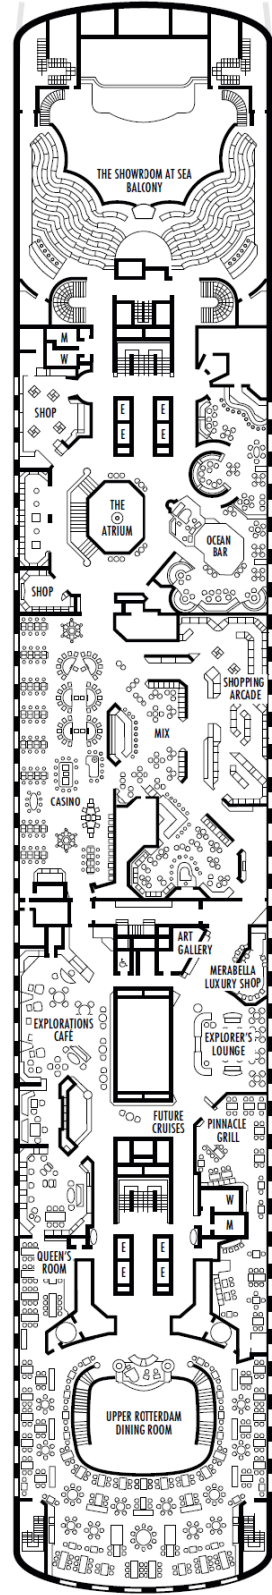 THE SHOWROOM AT SEA
BALCONY
M
W
SHOP
E
E
E
E
THE
ATRIUM
OCEAN
BAR
SHOP
SHOPPING
ARCADE
MIX
CASINO
ART
GALLERY
MERABELLA
LUXURY SHOP
EXPLORATIONS
CAFÉ
EXPLORER'S
LOUNGE
FUTURE
CRUISES
PINNACLE
GRILL
W
M
QUEEN'S
ROOM
E
E
E
E
UPPER ROTTERDAM
DINING ROOM